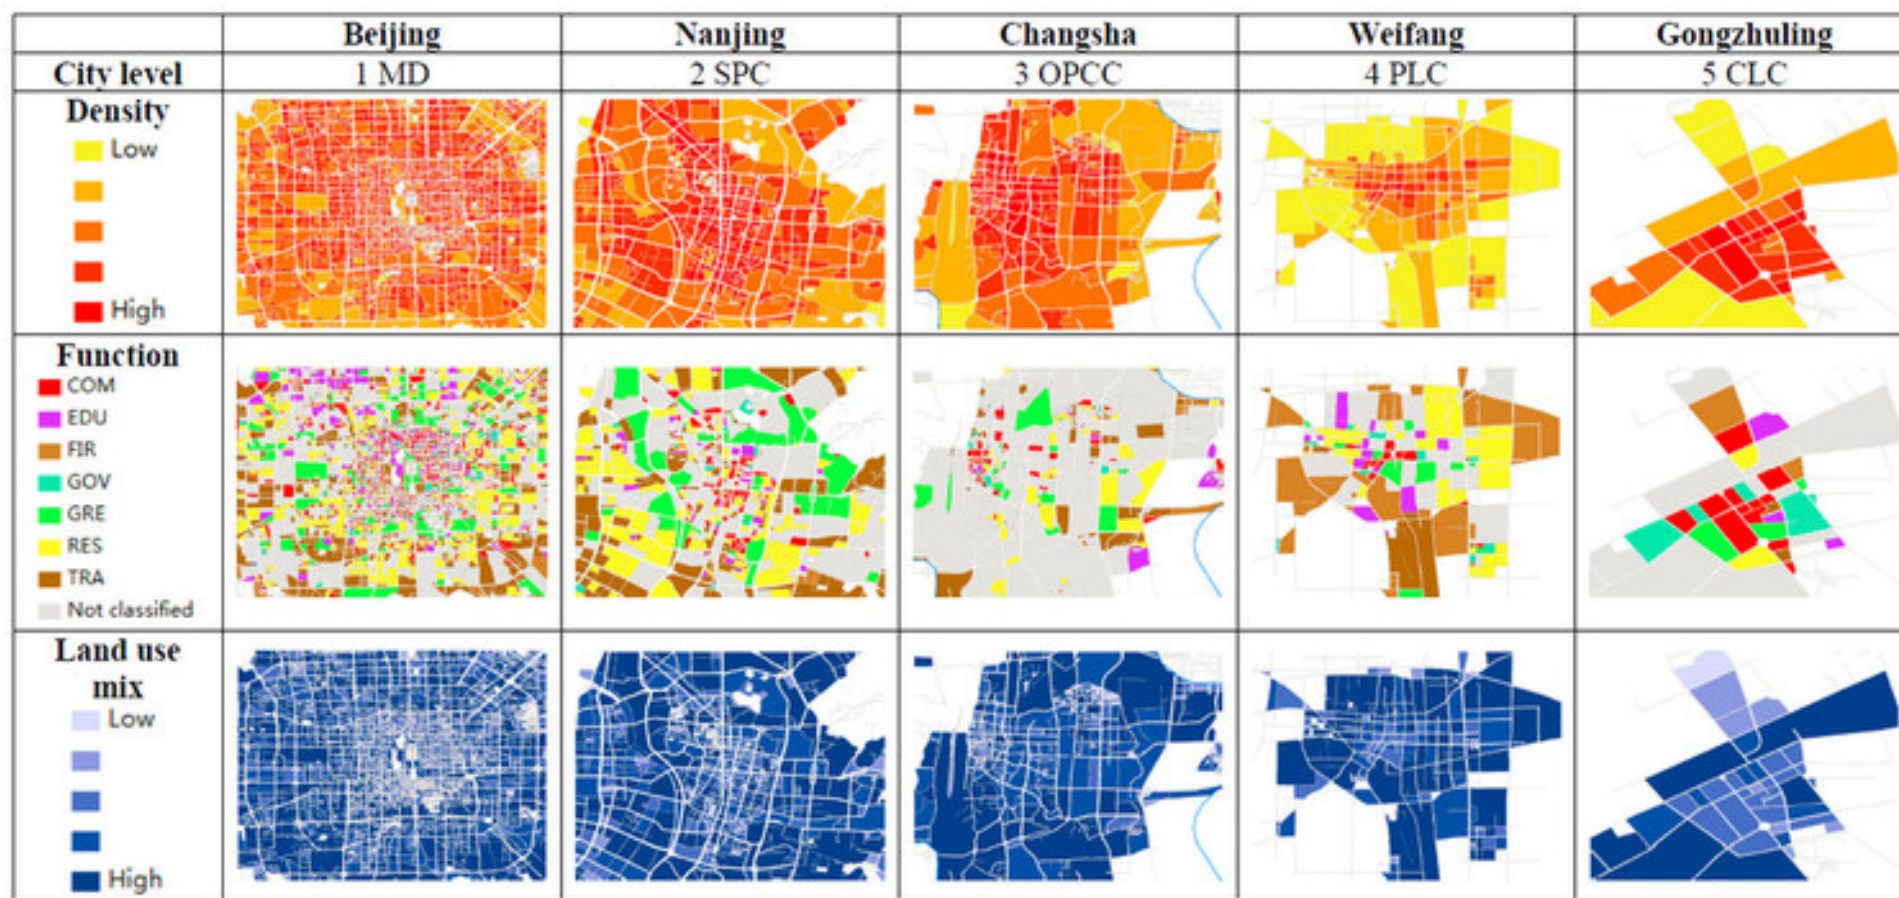 Beijing Nanjing Changsha Weifang Gongzhuling
City level 1 MD 2 SPC 3 OPCC 4 PLC 5 CLC
Density
Low
High
Function
COM
EDU
FIR
GOV
GRE
RES
TRA
Not classified
Land use
mix
Low
High